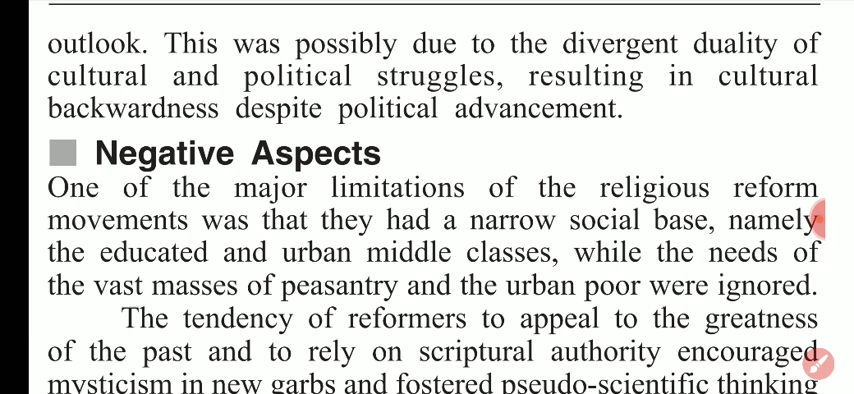 outlook. This was possibly due to the divergent duality of
cultural and political struggles, resulting in cultural
backwardness despite political advancement.
Negative Aspects
One of the major limitations of the religious reform
movements was that they had a narrow social base, namely
the educated and urban middle classes, while the needs of
the vast masses of peasantry and the urban poor were ignored.
The tendency of reformers to appeal to the greatness
of the past and to rely on scriptural authority encouraged
mysticism in new garbs and fostered pseudo-scientific thinking